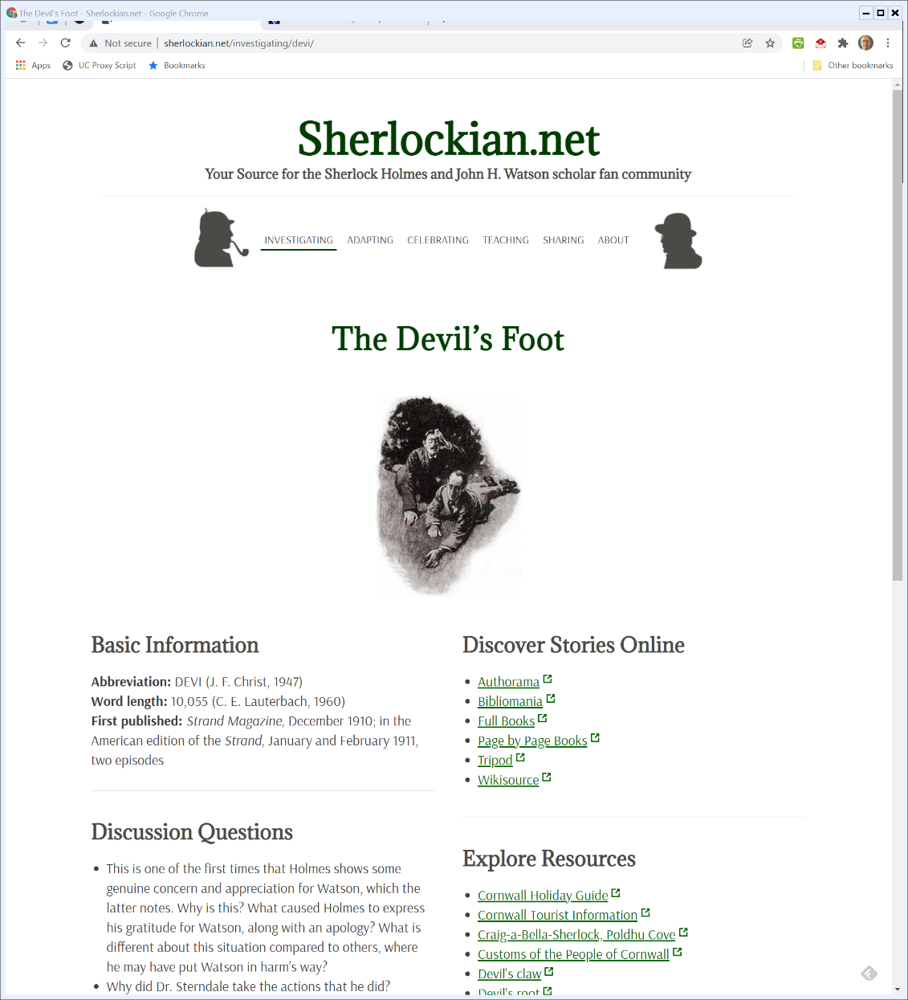 The Devil's Foot - Sherlockian.net - Google Chrome
Not secure | sherlockian.net/investigating/devi/
Apps UC Proxy Script Bookmarks Other bookmarks
Sherlockian.net
Your Source for the Sherlock Holmes and John H. Watson scholar fan community
INVESTIGATING ADAPTING CELEBRATING TEACHING SHARING ABOUT
The Devil’s Foot
Basic Information
Abbreviation: DEVI (J. F. Christ, 1947)
Word length: 10,055 (C. E. Lauterbach, 1960)
First published: Strand Magazine, December 1910; in the
American edition of the Strand, January and February 1911,
two episodes
Discussion Questions
• This is one of the first times that Holmes shows some
genuine concern and appreciation for Watson, which the
latter notes. Why is this? What caused Holmes to express
his gratitude for Watson, along with an apology? What is
different about this situation compared to others, where
he may have put Watson in harm’s way?
• Why did Dr. Sterndale take the actions that he did?
Discover Stories Online
• Authorama
• Bibliomania
• Full Books
• Page by Page Books
• Tripod
• Wikisource
Explore Resources
• Cornwall Holiday Guide
• Cornwall Tourist Information
• Craig-a-Bella-Sherlock, Poldhu Cove
• Customs of the People of Cornwall
• Devil's claw
• Devil's root